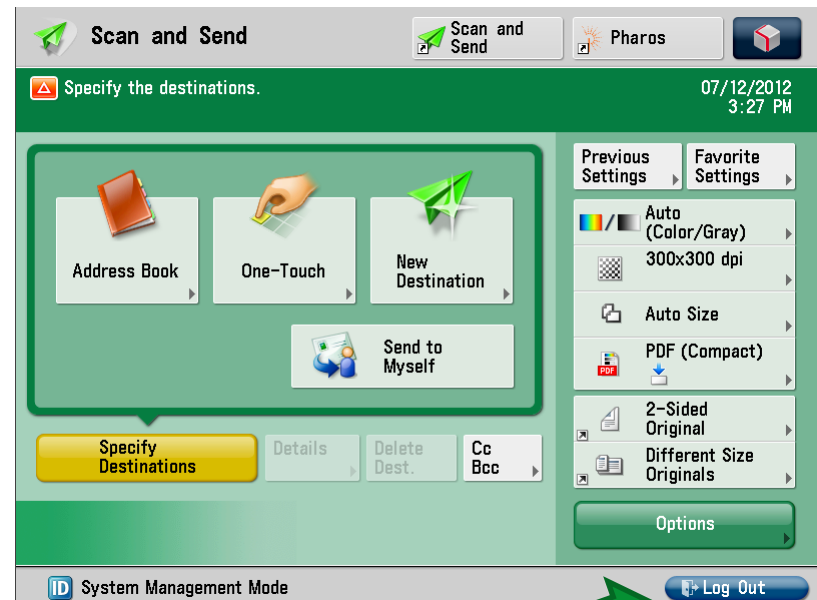 Scan and Send
Scan and
Send
Pharos
Specify the destinations.
07/12/2012
3:27 PM
Address Book
One-Touch
New
Destination
Send to
Myself
Specify
Destinations
Details
Delete
Dest.
Cc
Bcc
Previous
Settings
Favorite
Settings
Auto
(Color/Gray)
300x300 dpi
Auto Size
PDF
PDF (Compact)
2-Sided
Original
Different Size
Originals
Options
ID System Management Mode
Log Out